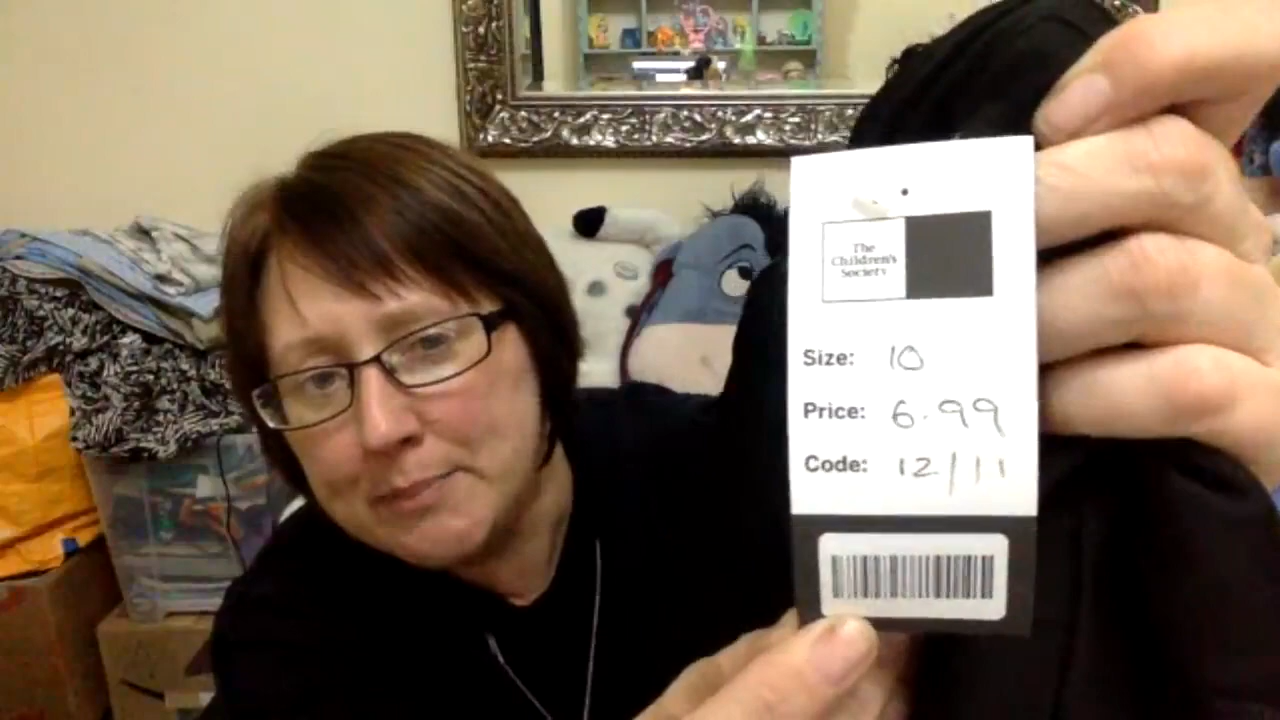 The
Children's
Society
Size: 10
Price: 6.99
Code: 12/11